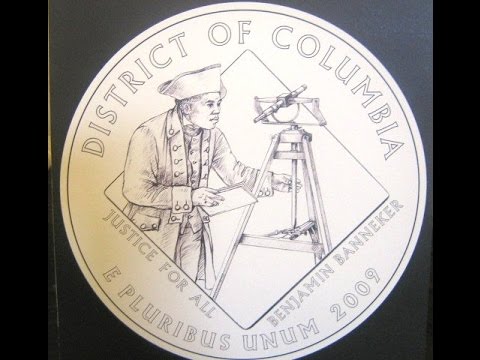 DISTRICT OF COLUMBIA
JUSTICE FOR ALL
BENJAMIN BANNEKER
E PLURIBUS UNUM 2009